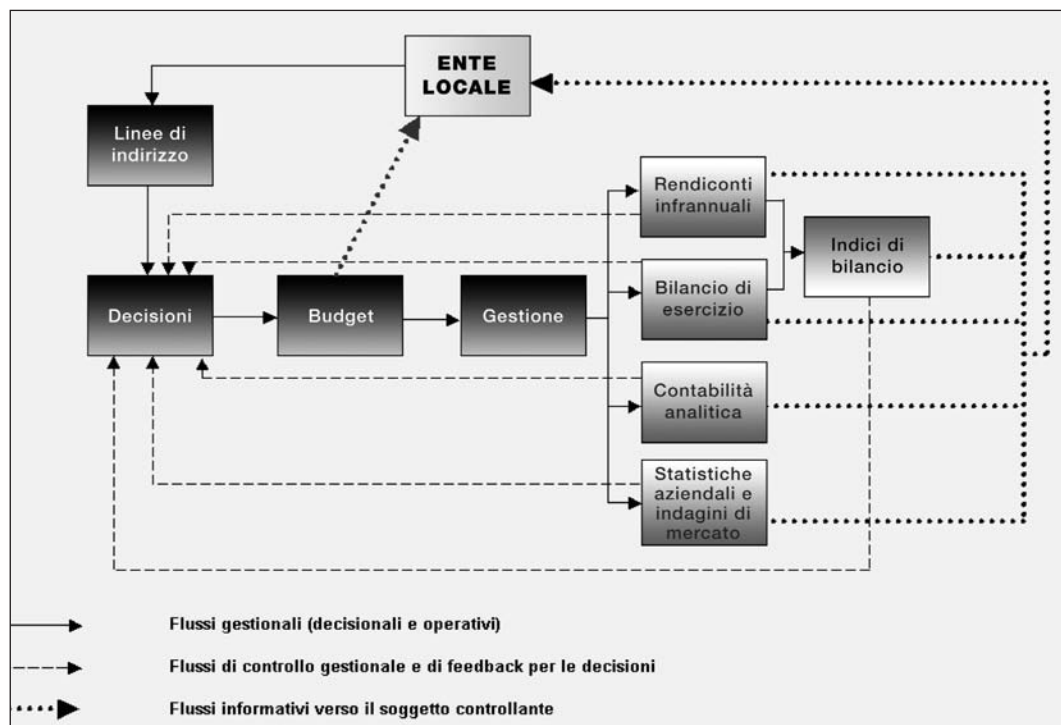 ENTE
LOCALE
Linee di
indirizzo
Rendiconti
infrannuali
Indici di
bilancio
Decisioni
Budget
Gestione
Bilancio di
esercizio
Contabilità
analitica
Statistiche
aziendali e
indagini di
mercato
Flussi gestionali (decisionali e operativi)
Flussi di controllo gestionale e di feedback per le decisioni
Flussi informativi verso il soggetto controllante